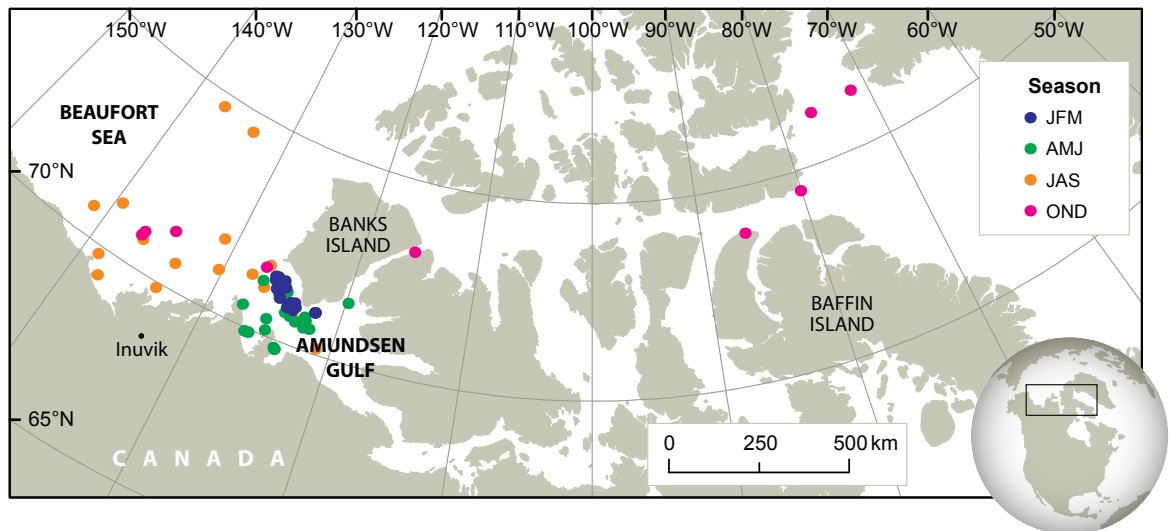 150°W 140°W 130°W 120°W 110°W 100°W 90°W 80°W 70°W 60°W 50°W
BEAUFORT
SEA
70°N
BANKS
ISLAND
Season
JFM
AMJ
JAS
OND
BAFFIN
ISLAND
Inuvik
AMUNDSEN
GULF
65°N
CANADA
0 250 500 km